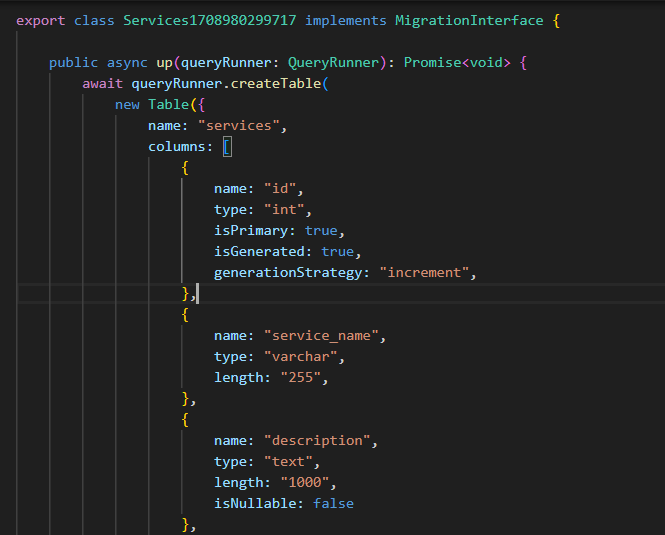 export class Services1708980299717 implements MigrationInterface {
public async up(queryRunner: QueryRunner): Promise<void> {
await queryRunner.createTable(
new Table({
name: "services",
columns: [
{
name: "id",
type: "int",
isPrimary: true,
isGenerated: true,
generationStrategy: "increment",
},
{
name: "service_name",
type: "varchar",
length: "255",
},
{
name: "description",
type: "text",
length: "1000",
isNullable: false
},